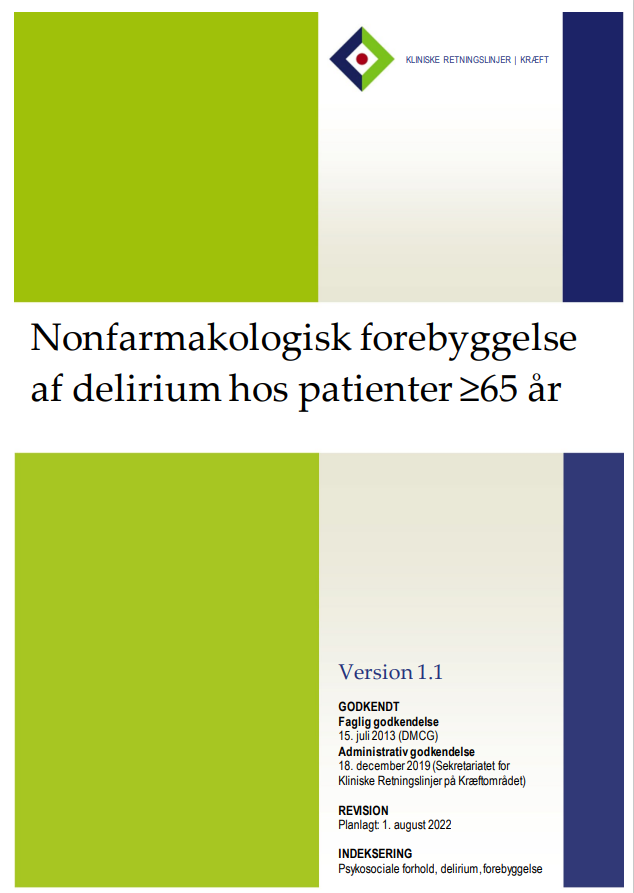 KLINISKE RETNINGSLINJER | KRÆFT
Nonfarmakologisk forebyggelse
af delirium hos patienter ≥65 år
Version 1.1
GODKENDT
Faglig godkendelse
15. juli 2013 (DMCG)
Administrativ godkendelse
18. december 2019 (Sekretariatet for
Kliniske Retningslinjer på Kræftområdet)
REVISION
Planlagt: 1. august 2022
INDEKSERING
Psykosociale forhold, delirium, forebyggelse